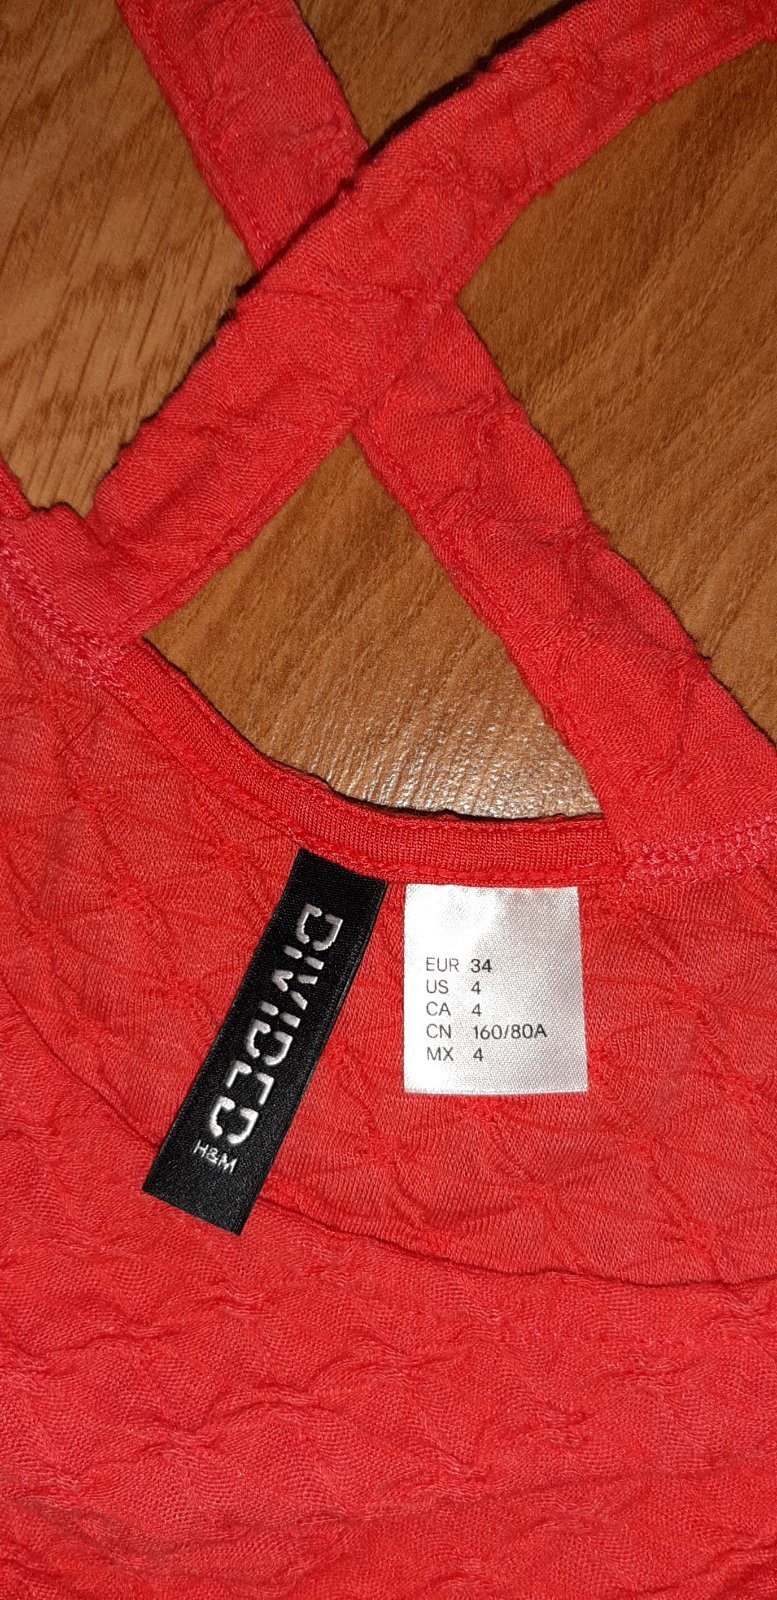 DIVIDED
H&M
EUR 34
US 4
CA 4
CN 160/80A
MX 4